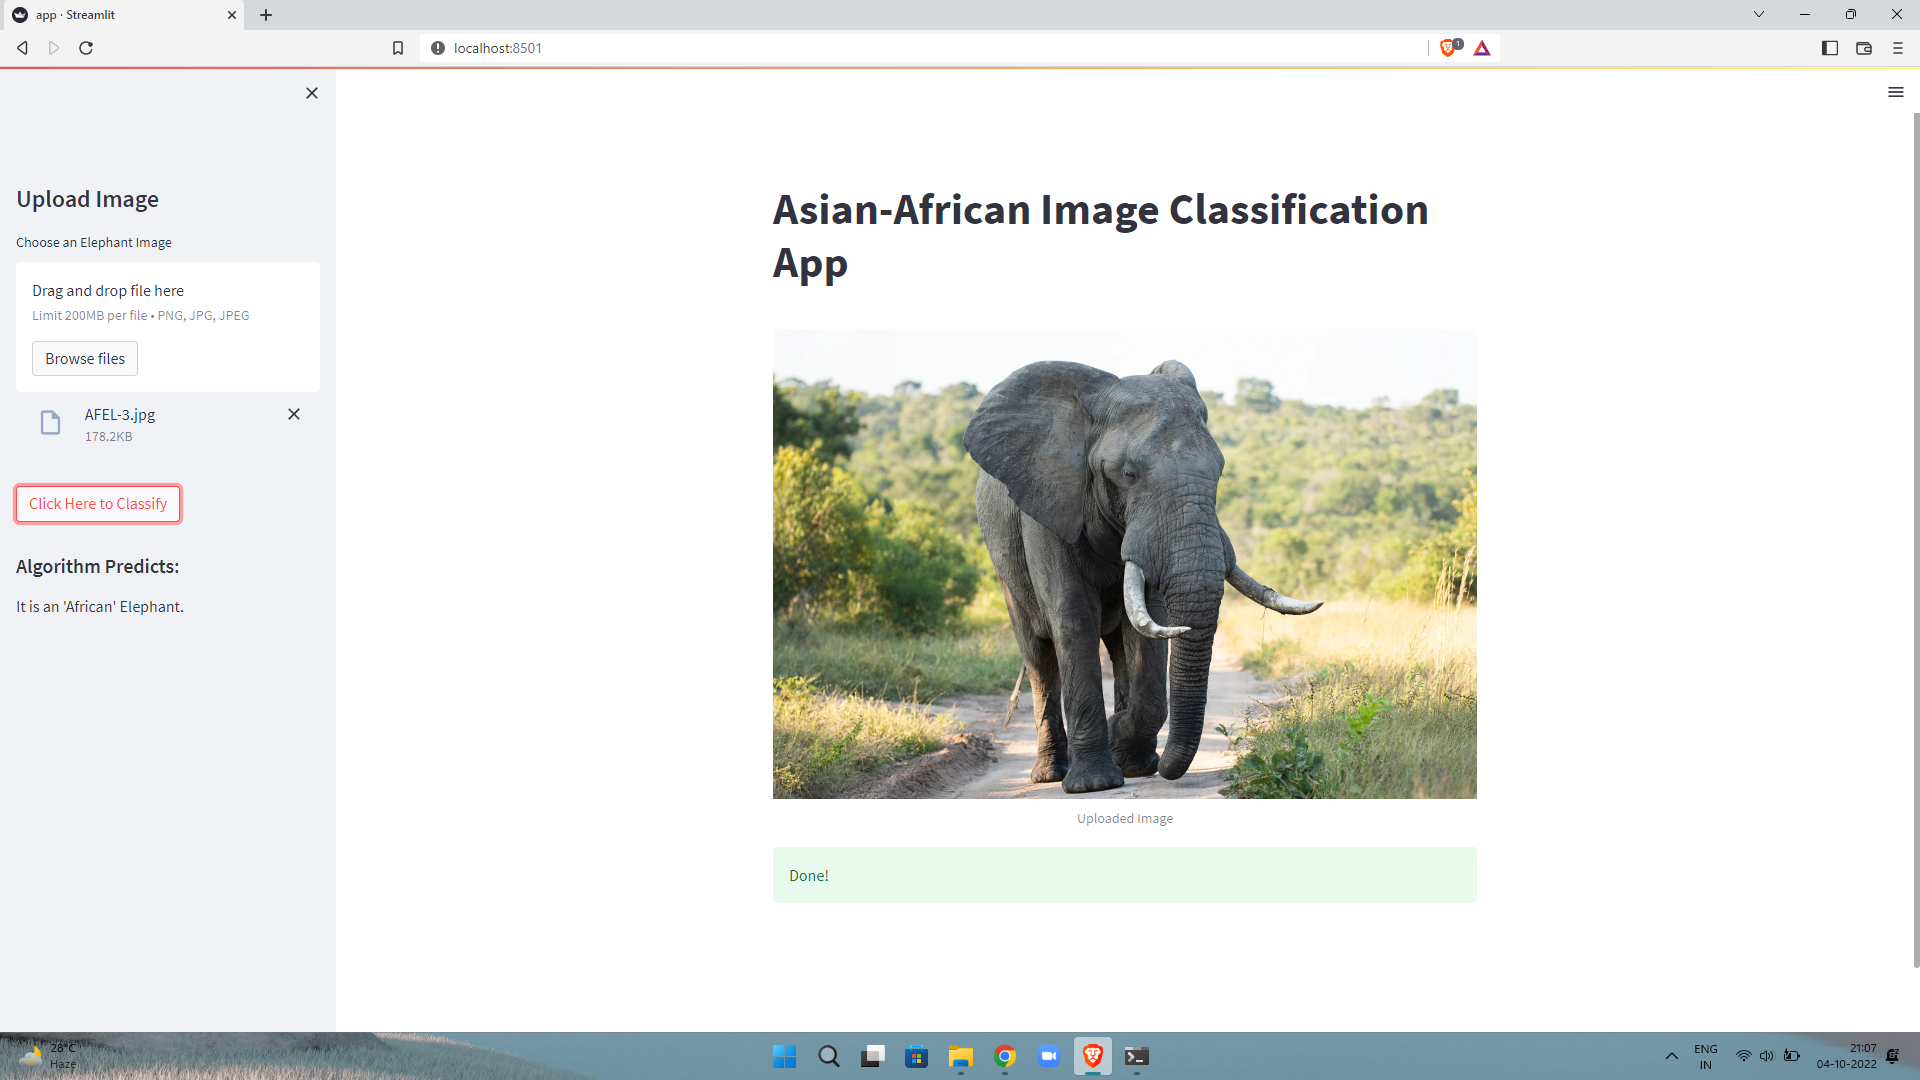 app · Streamlit
localhost:8501
1
Upload Image
Choose an Elephant Image
Drag and drop file here
Limit 200MB per file • PNG, JPG, JPEG
Browse files
AFEL-3.jpg
178.2KB
Click Here to Classify
Algorithm Predicts:
It is an 'African' Elephant.
Asian-African Image Classification
App
Uploaded Image
Done!
28°C
Haze
ENG
IN
21:07
04-10-2022